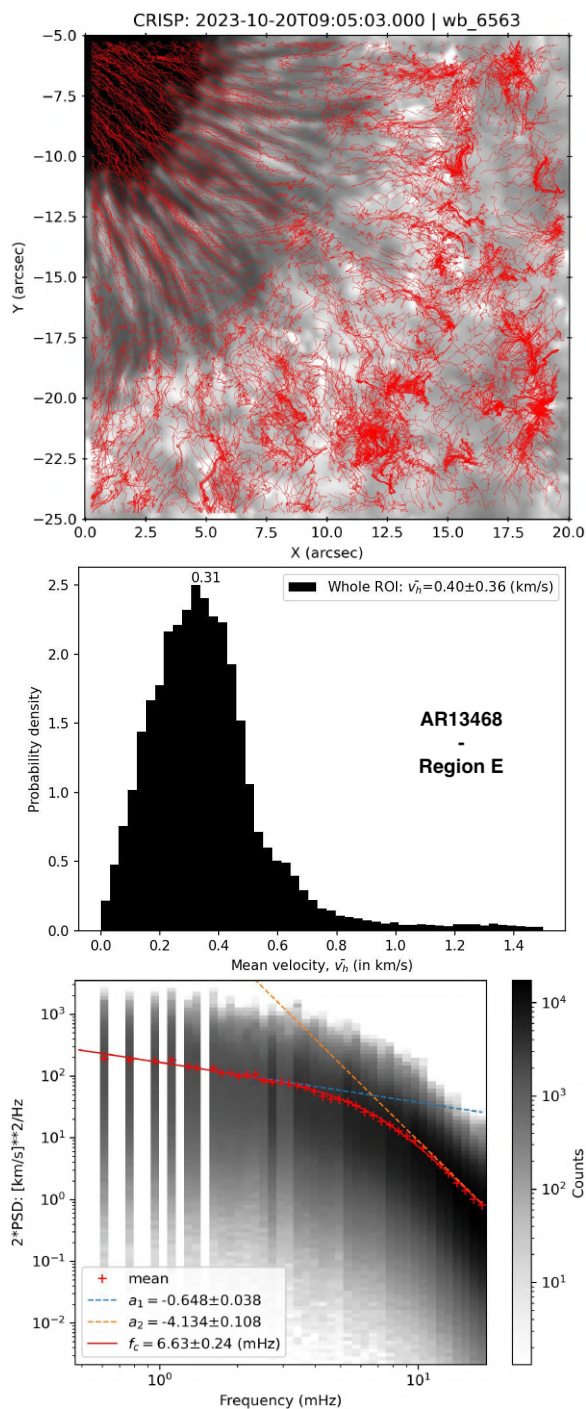 CRISP: 2023-10-20T09:05:03.000 | wb_6563
−5.0
−7.5
−10.0
−12.5
−15.0
−17.5
−20.0
−22.5
−25.0
Y (arcsec)
0.0 2.5 5.0 7.5 10.0 12.5 15.0 17.5 20.0
X (arcsec)
0.31
Whole ROI: $\bar{v_h}$=0.40±0.36 (km/s)
2.5
2.0
1.5
1.0
0.5
0.0
Probability density
AR13468
-
Region E
0.0 0.2 0.4 0.6 0.8 1.0 1.2 1.4
Mean velocity, $\bar{v_h}$ (in km/s)
10³
10²
10¹
10⁰
10⁻¹
10⁻²
2*PSD: [km/s]**2/Hz
mean
a₁ = -0.648±0.038
a₂ = -4.134±0.108
f_c = 6.63±0.24 (mHz)
10⁰ 10¹
Frequency (mHz)
10⁴
10³
10²
10¹
Counts